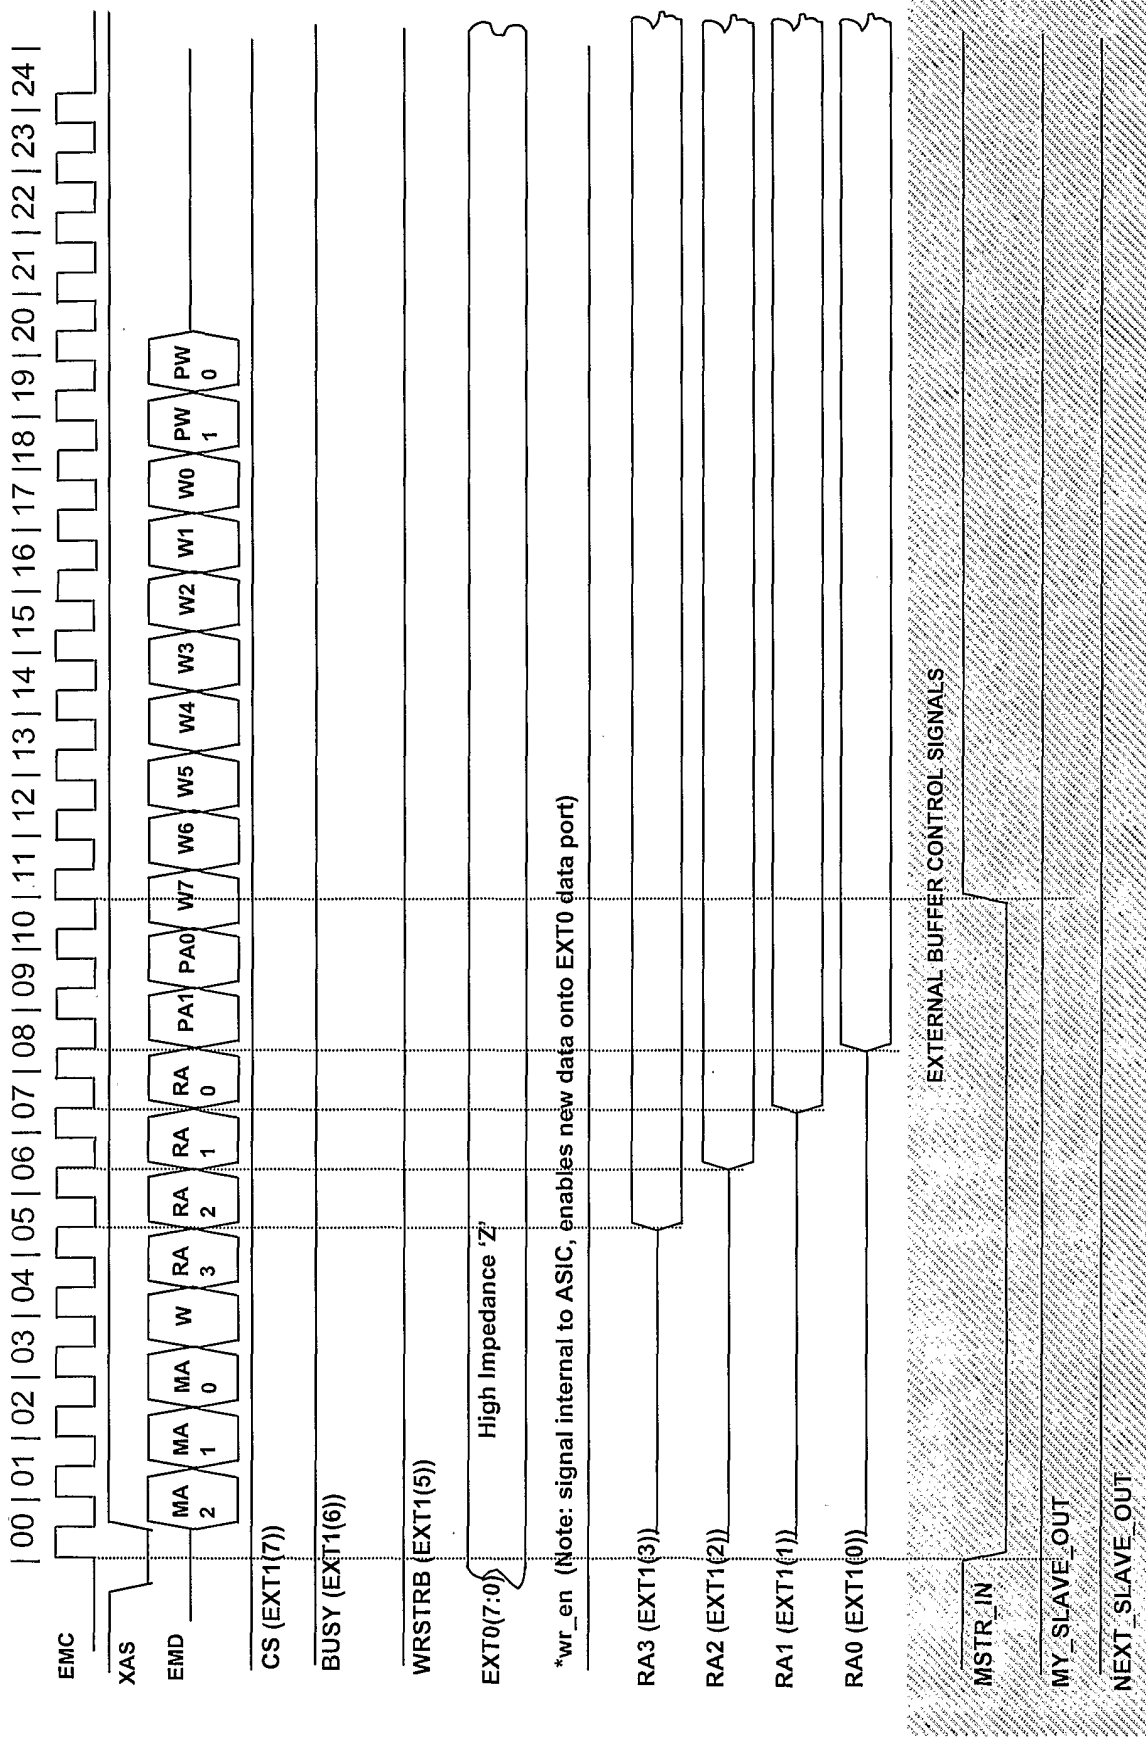 | 00 | 01 | 02 | 03 | 04 | 05 | 06 | 07 | 08 | 09 |10 | 11 | 12 | 13 | 14 | 15 | 16 | 17 |18 | 19 | 20 | 21 | 22 | 23 | 24 |
EMC
XAS
EMD
MA 2
MA 1
MA 0
W
RA 3
RA 2
RA 1
RA 0
PA1
PA0
W7
W6
W5
W4
W3
W2
W1
W0
PW 1
PW 0
CS (EXT1(7))
BUSY (EXT1(6))
WRSTRB (EXT1(5))
EXT0(7:0)
High Impedance 'Z'
*wr_en (Note: signal internal to ASIC, enables new data onto EXT0 data port)
RA3 (EXT1(3))
RA2 (EXT1(2))
RA1 (EXT1(1))
RA0 (EXT1(0))
EXTERNAL BUFFER CONTROL SIGNALS
MSTR_IN
MY_SLAVE_OUT
NEXT_SLAVE_OUT